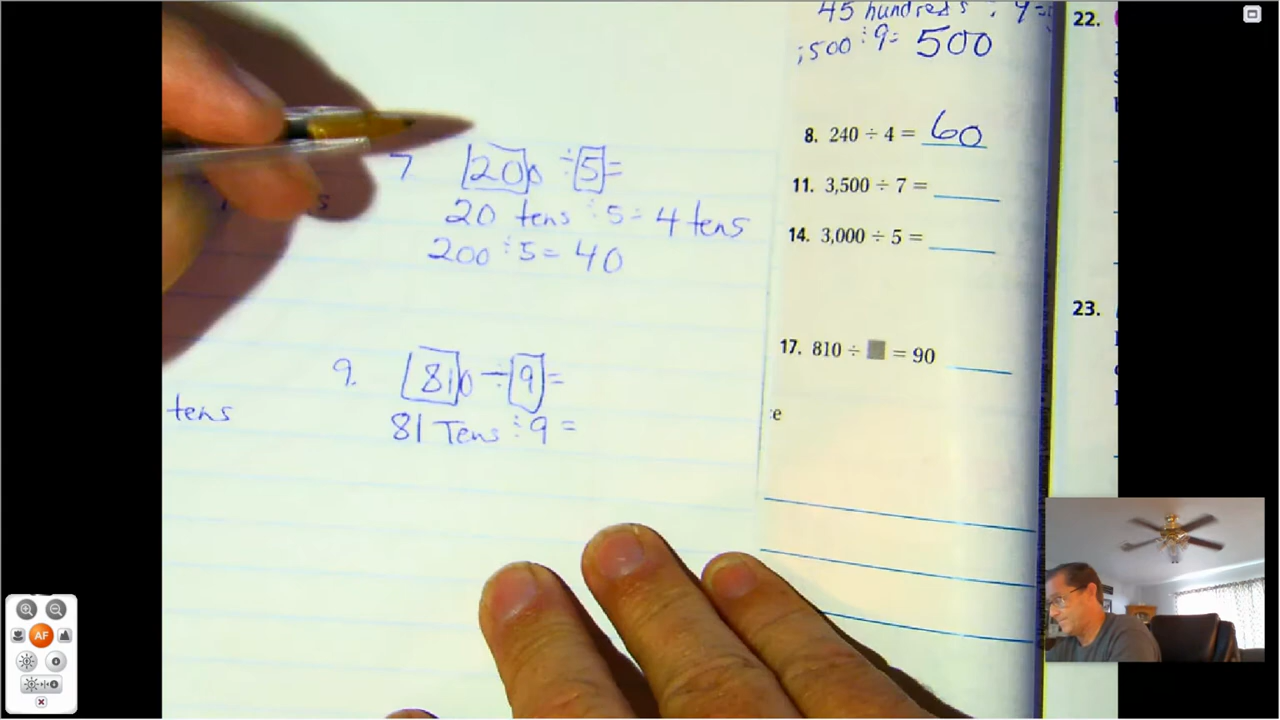 45 hundreds ÷ 9=
500 ÷ 9= 500
22.
8. 240 ÷ 4 = 60
7. 200 ÷ 5 =
20 tens ÷ 5 = 4 tens
200 ÷ 5 = 40
11. 3,500 ÷ 7 =
14. 3,000 ÷ 5 =
23.
17. 810 ÷ ■ = 90
9. 810 ÷ 9 =
81 Tens ÷ 9 =
tens
AF